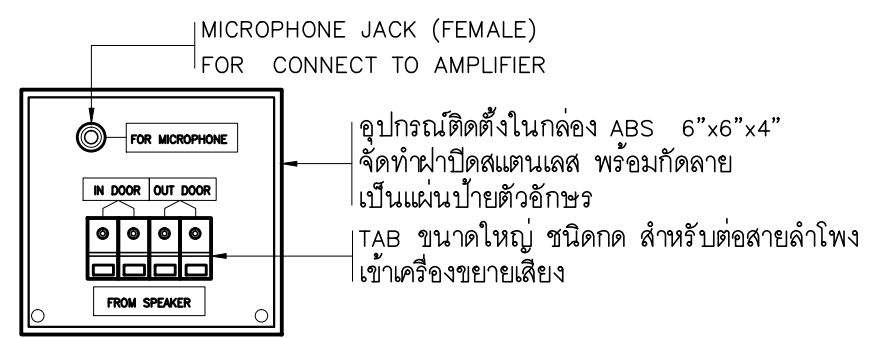 MICROPHONE JACK (FEMALE)
FOR CONNECT TO AMPLIFIER
FOR MICROPHONE
อุปกรณ์ติดตั้งในกล่อง ABS 6”x6”x4”
จัดทำฝาปิดสแตนเลส พร้อมกัดลาย
เป็นแผ่นป้ายตัวอักษร
IN DOOR OUT DOOR
TAB ขนาดใหญ่ ชนิดกด สำหรับต่อสายลำโพง
เข้าเครื่องขยายเสียง
FROM SPEAKER